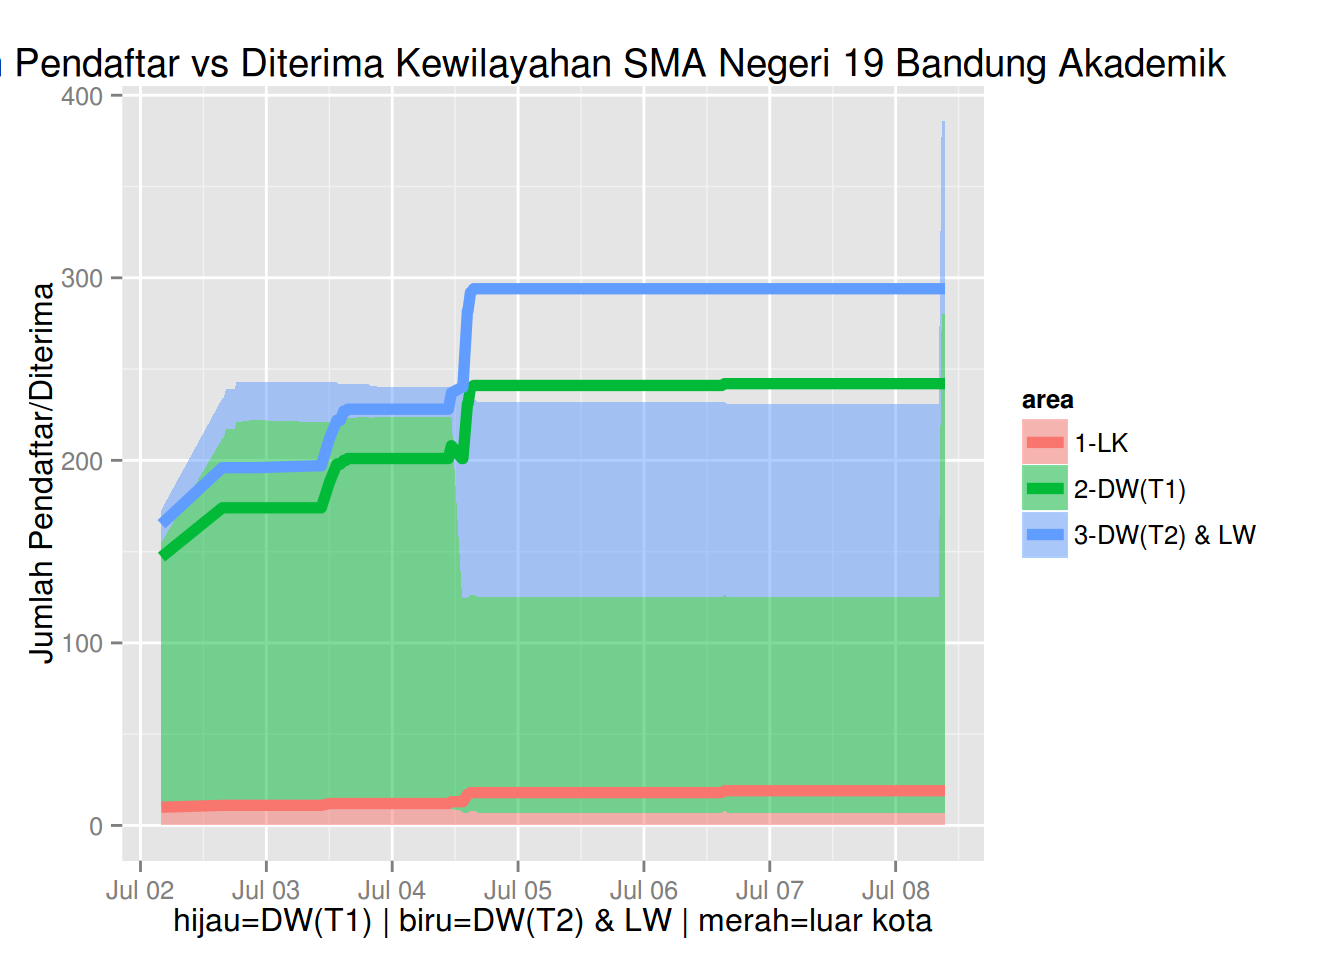 Pendaftar vs Diterima Kewilayahan SMA Negeri 19 Bandung Akademik
Jumlah Pendaftar/Diterima
400
300
200
100
0
Jul 02 Jul 03 Jul 04 Jul 05 Jul 06 Jul 07 Jul 08
hijau=DW(T1) | biru=DW(T2) & LW | merah=luar kota
area
1-LK
2-DW(T1)
3-DW(T2) & LW